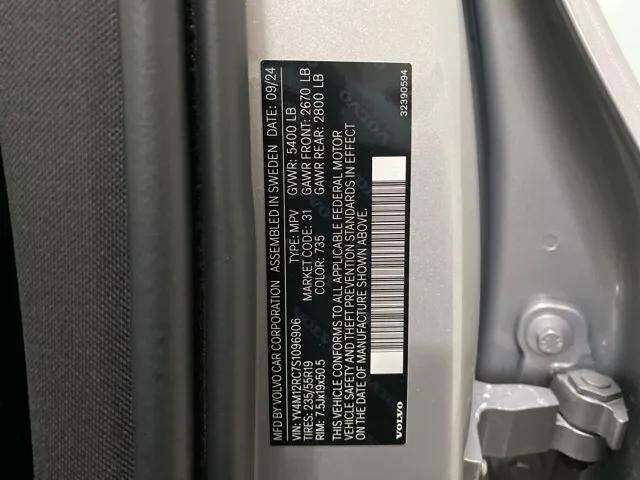 MFD BY VOLVO CAR CORPORATION ASSEMBLED IN SWEDEN DATE: 09/24
VIN: YV4M12RC7S1096906 TYPE: MPV GVWR: 5400 LB
TIRES: 235/55R19 MARKET CODE: 31 GAWR FRONT: 2670 LB
RIM: 7.5Jx19x50.5 COLOR: 735 GAWR REAR: 2800 LB
THIS VEHICLE CONFORMS TO ALL APPLICABLE FEDERAL MOTOR
VEHICLE SAFETY AND THEFT PREVENTION STANDARDS IN EFFECT
ON THE DATE OF MANUFACTURE SHOWN ABOVE.
VOLVO 32390594